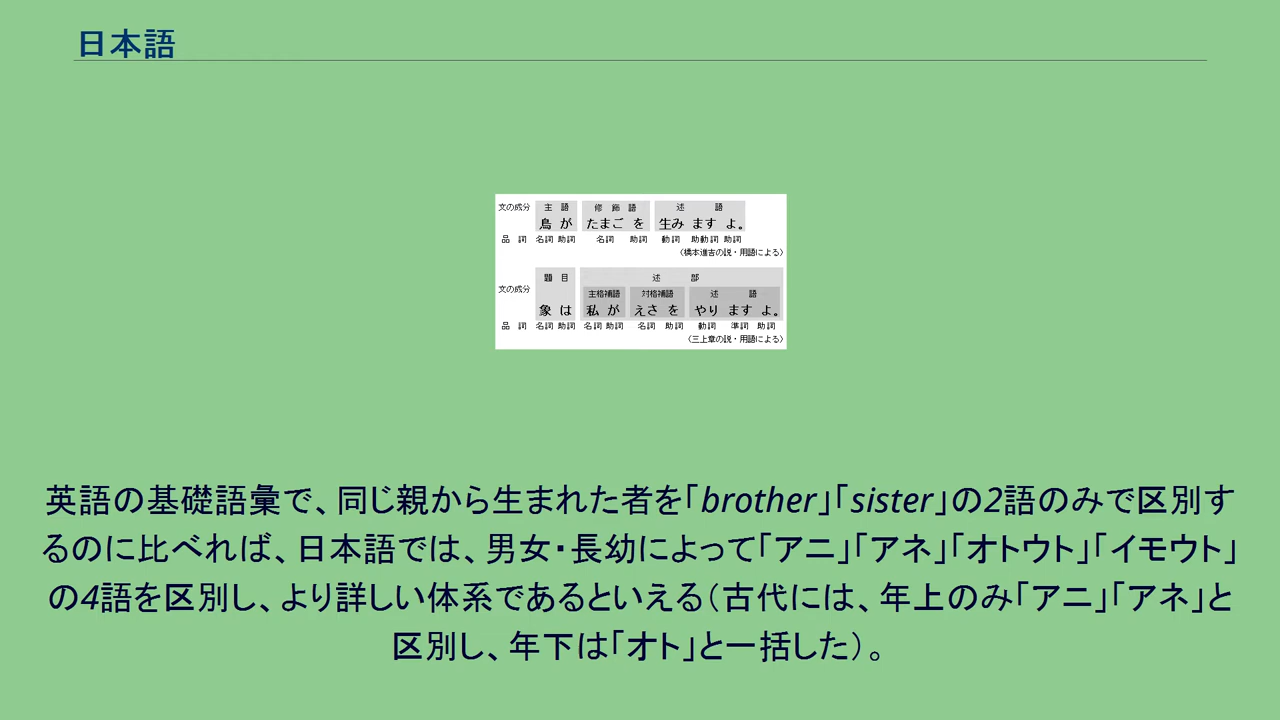 日本語
文の成分 主語 修飾語 述語
鳥が たまごを 生みますよ。
品詞 名詞 助詞 名詞 助詞 動詞 助動詞 助詞
(橋本進吉の説・用語による)
題目 述部
文の成分 主格補語 対格補語 述語
象は 私が えさを やりますよ。
品詞 名詞 助詞 名詞 助詞 名詞 助詞 動詞 準詞 助詞
(三上章の説・用語による)
英語の基礎語彙で、同じ親から生まれた者を「brother」「sister」の2語のみで区別す
るのに比べれば、日本語では、男女・長幼によって「アニ」「アネ」「オトウト」「イモウト」
の4語を区別し、より詳しい体系であるといえる(古代には、年上のみ「アニ」「アネ」と
区別し、年下は「オト」と一括した)。